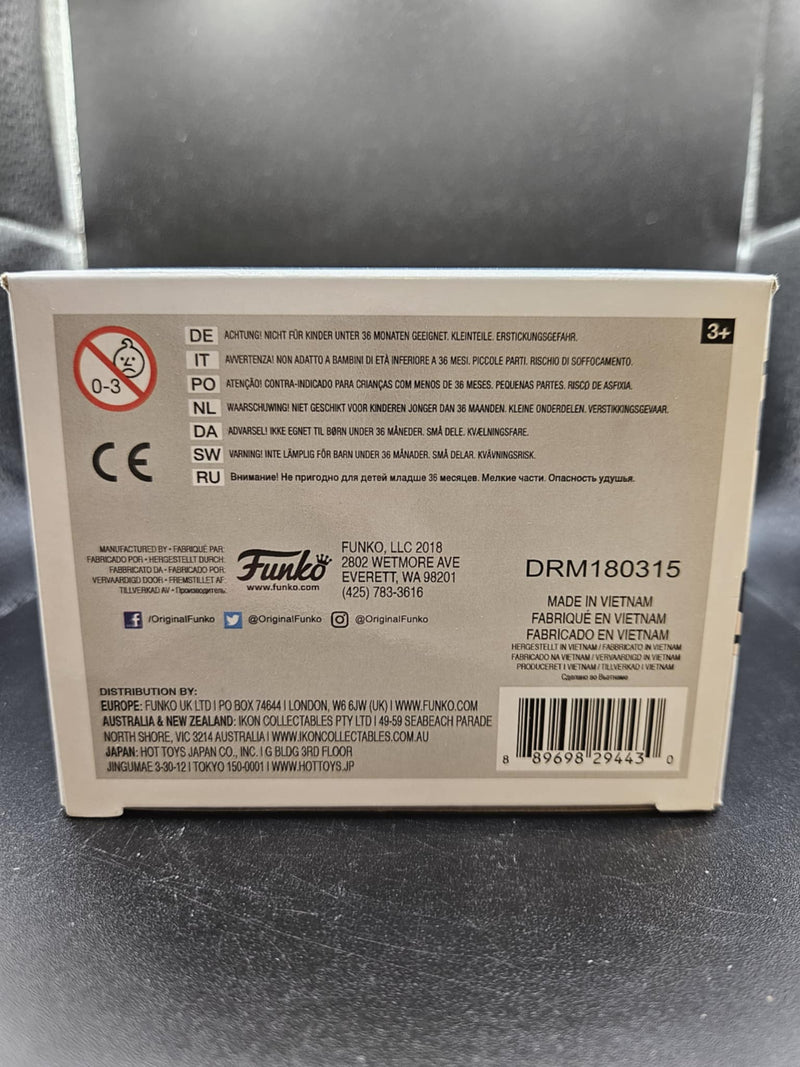 3+
0-3
DE ACHTUNG! NICHT FÜR KINDER UNTER 36 MONATEN GEEIGNET. KLEINTEILE. ERSTICKUNGSGEFAHR.
IT AVVERTENZA! NON ADATTO A BAMBINI DI ETÀ INFERIORE A 36 MESI. PICCOLE PARTI. RISCHIO DI SOFFOCAMENTO.
PO ATENÇÃO! CONTRA-INDICADO PARA CRIANÇAS COM MENOS DE 36 MESES. PEQUENAS PARTES. RISCO DE ASFIXIA.
NL WAARSCHUWING! NIET GESCHIKT VOOR KINDEREN JONGER DAN 36 MAANDEN. KLEINE ONDERDELEN. VERSTIKKINGSGEVAAR.
DA ADVARSEL! IKKE EGNET TIL BØRN UNDER 36 MÅNEDER. SMÅ DELE. KVÆLNINGSFARE.
SW VARNING! INTE LÄMPLIG FÖR BARN UNDER 36 MÅNADER. SMÅ DELAR. KVÄVNINGSRISK.
RU Внимание! Не пригодно для детей младше 36 месяцев. Мелкие части. Опасность удушья.
CE
MANUFACTURED BY • FABRIQUÉ PAR:
FABRICADO POR • HERGESTELLT DURCH:
FABBRICATO DA • FABRICADO POR:
VERVAARDIGD DOOR • FREMSTILLET AF:
TILLVERKAD AV • Производитель:
Funko
www.funko.com
FUNKO, LLC 2018
2802 WETMORE AVE
EVERETT, WA 98201
(425) 783-3616
/OriginalFunko @OriginalFunko @OriginalFunko
DRM180315
MADE IN VIETNAM
FABRIQUÉ EN VIETNAM
FABRICADO EN VIETNAM
HERGESTELLT IN VIETNAM / FABBRICATO IN VIETNAM
FABRICADO NA VIETNAM / VERVAARDIGD IN VIETNAM
PRODUCERET I VIETNAM / TILLVERKAD I VIETNAM
Сделано во Вьетнаме
DISTRIBUTION BY:
EUROPE: FUNKO UK LTD | PO BOX 74644 | LONDON, W6 6JW (UK) | WWW.FUNKO.COM
AUSTRALIA & NEW ZEALAND: IKON COLLECTABLES PTY LTD | 49-59 SEABEACH PARADE
NORTH SHORE, VIC 3214 AUSTRALIA | WWW.IKONCOLLECTABLES.COM.AU
JAPAN: HOT TOYS JAPAN CO., INC. | G BLDG 3RD FLOOR
JINGUMAE 3-30-12 | TOKYO 150-0001 | WWW.HOTTOYS.JP
8 89698 29443 0